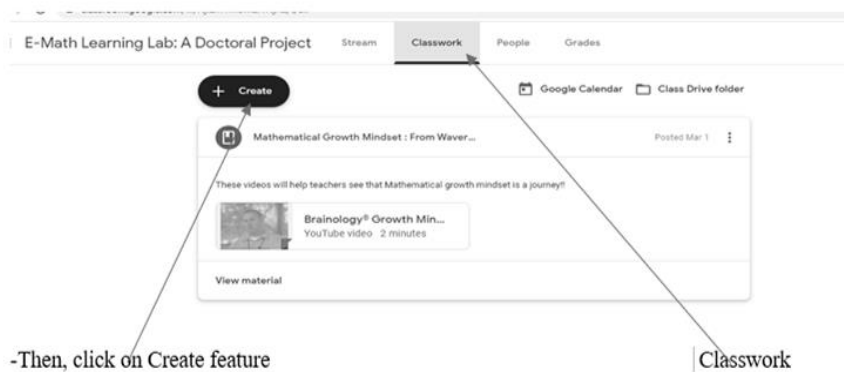 E-Math Learning Lab: A Doctoral Project Stream Classwork People Grades
+ Create Google Calendar Class Drive folder
Mathematical Growth Mindset : From Waver... Posted Mar 1
These videos will help teachers see that Mathematical growth mindset is a journey!!
Brainology® Growth Min...
YouTube video 2 minutes
View material
-Then, click on Create feature Classwork